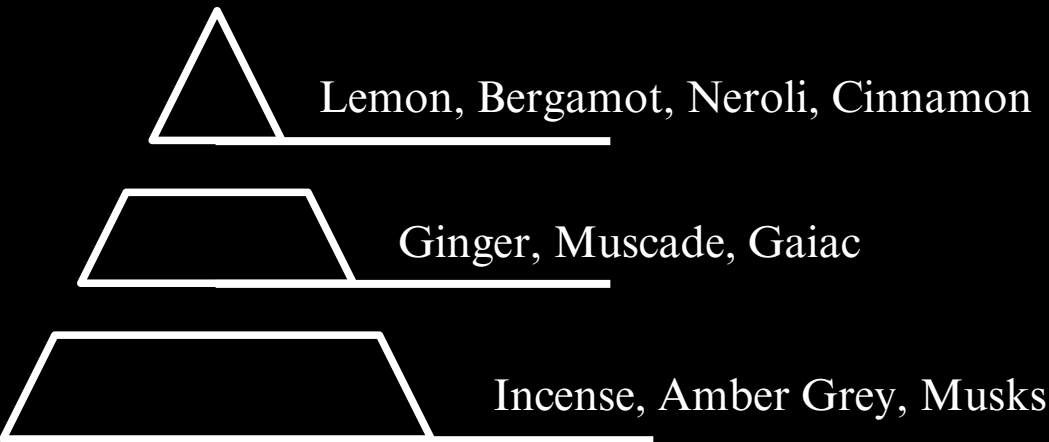 Lemon, Bergamot, Neroli, Cinnamon
Ginger, Muscade, Gaiac
Incense, Amber Grey, Musks